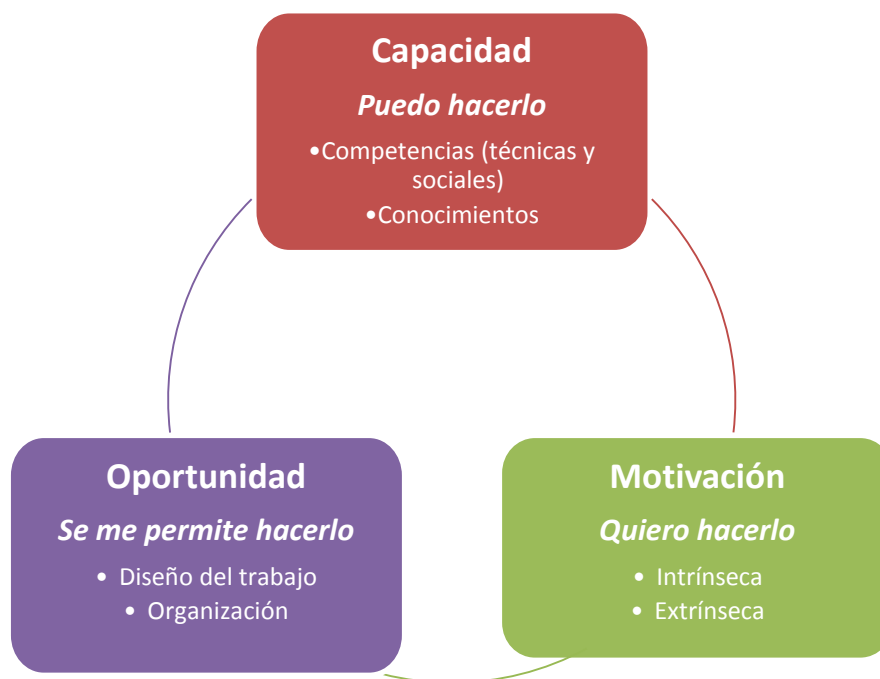 Capacidad
Puedo hacerlo
•Competencias (técnicas y
sociales)
•Conocimientos
Oportunidad
Se me permite hacerlo
• Diseño del trabajo
• Organización
Motivación
Quiero hacerlo
• Intrínseca
• Extrínseca